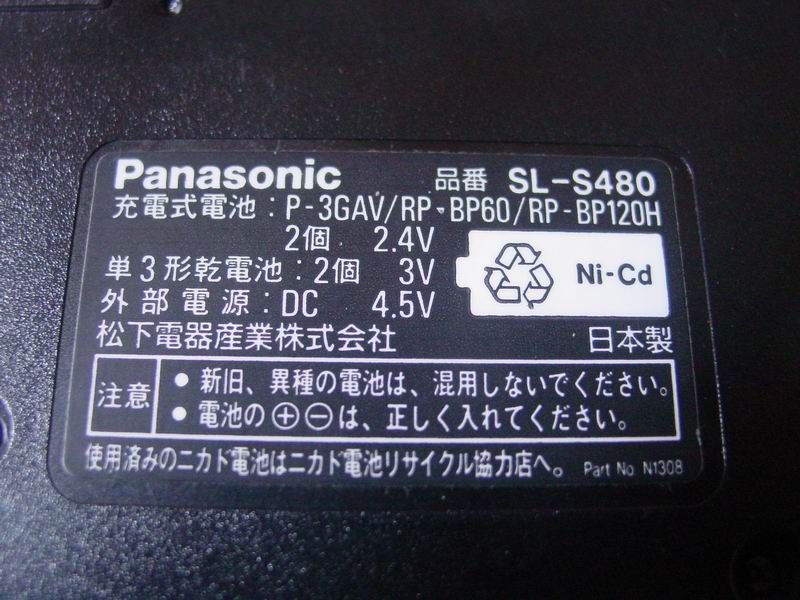 Panasonic 品番 SL-S480
充電式電池：P-3GAV/RP-BP60/RP-BP120H
2個 2.4V
単3形乾電池：2個 3V
外部電源：DC 4.5V
Ni-Cd
松下電器産業株式会社 日本製
注意
● 新旧、異種の電池は、混用しないでください。
● 電池の⊕⊖は、正しく入れてください。
使用済みのニカド電池はニカド電池リサイクル協力店へ。 Part No. N1308